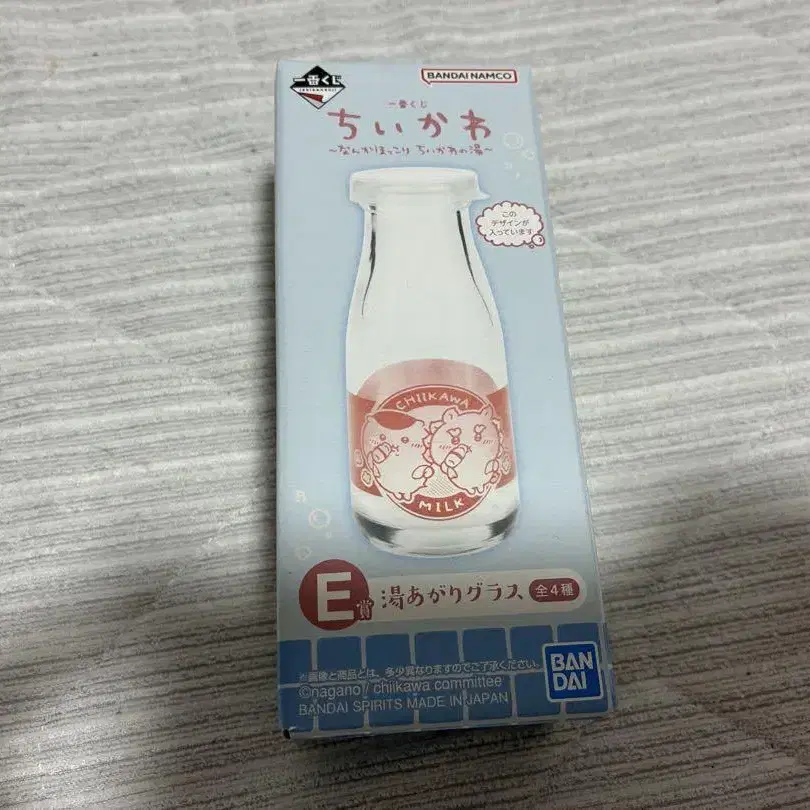 一番くじ
BANDAI NAMCO
一番くじ
ちいかわ
～なんかほっこり ちいかわの湯～
この
デザインが
入っています
CHIIKAWA
MILK
E賞 湯あがりグラス 全4種
※画像と商品とは、多少異なりますのでご了承ください。
©nagano / chiikawa committee
BANDAI SPIRITS MADE IN JAPAN
BAN
DAI